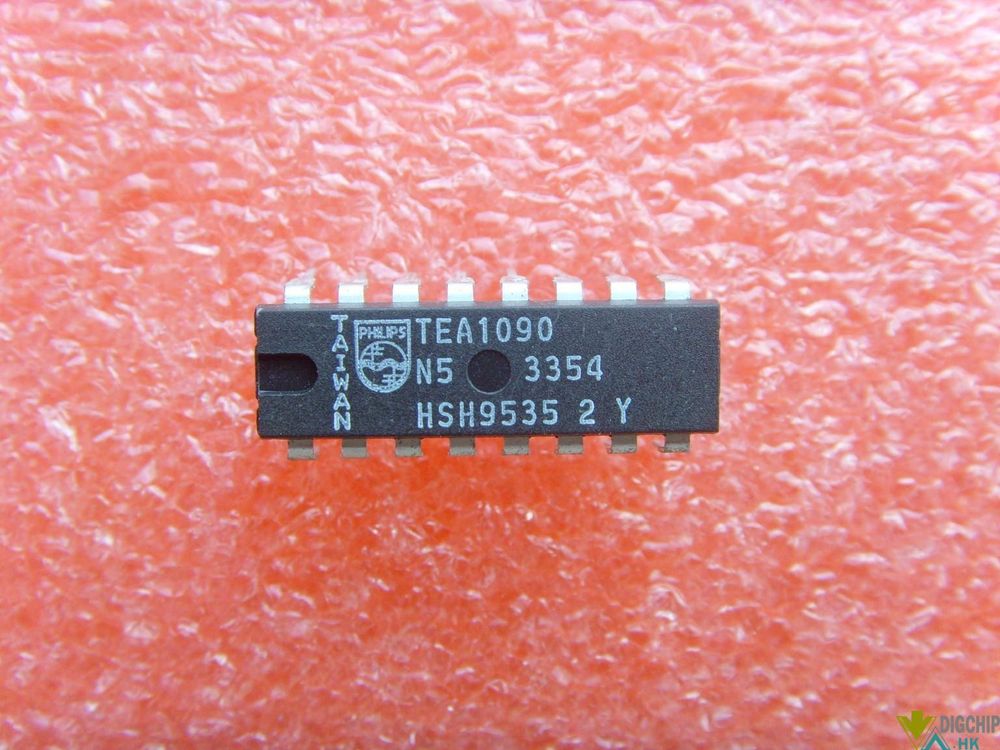 TAIWAN
PHILIPS
TEA1090
N5 3354
HSH9535 2 Y
DIGCHIP
.HK